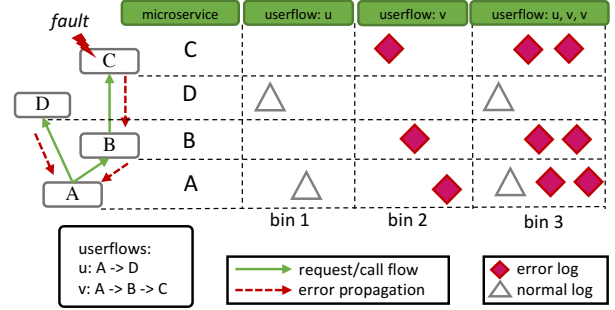 fault
microservice
userflow: u
userflow: v
userflow: u, v, v
C
C
D
D
B
B
A
A
bin 1
bin 2
bin 3
userflows:
u: A -> D
v: A -> B -> C
request/call flow
error propagation
error log
normal log